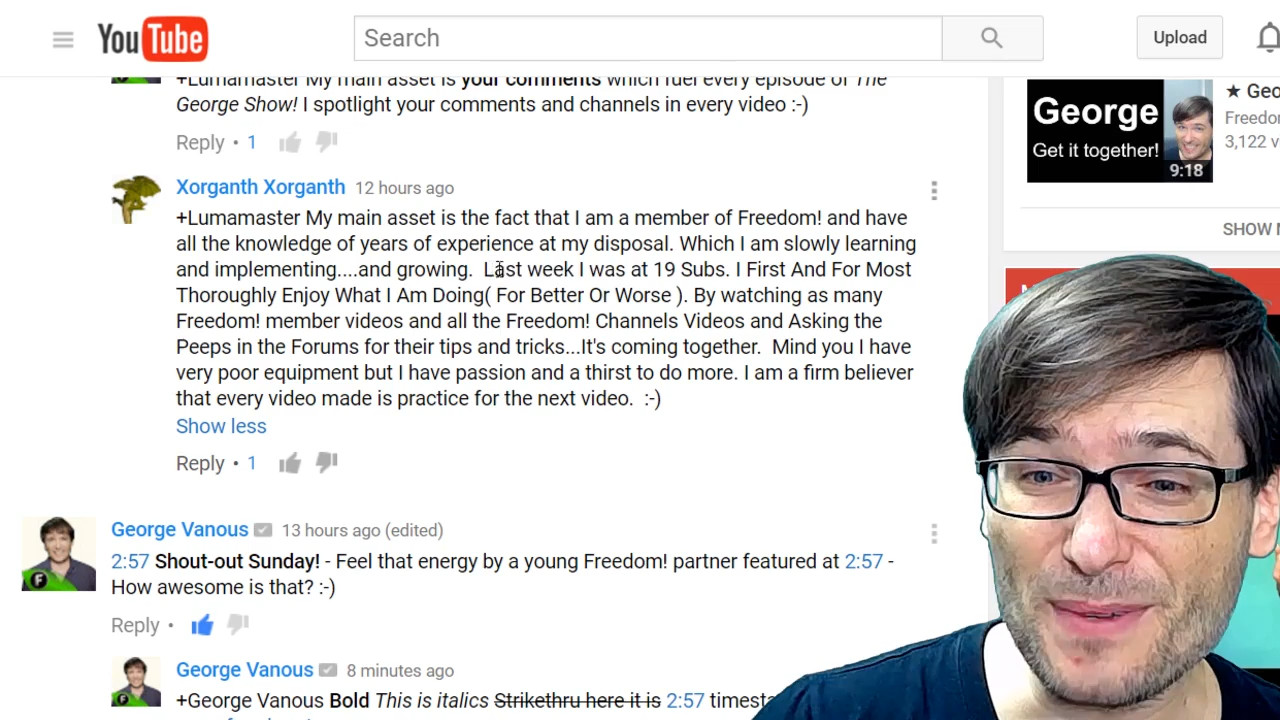 YouTube
Search
Upload
+Lumamaster My main asset is your comments which fuel every episode of The
George Show! I spotlight your comments and channels in every video :-)
Reply • 1
Xorganth Xorganth 12 hours ago
+Lumamaster My main asset is the fact that I am a member of Freedom! and have
all the knowledge of years of experience at my disposal. Which I am slowly learning
and implementing....and growing.  Last week I was at 19 Subs. I First And For Most
Thoroughly Enjoy What I Am Doing( For Better Or Worse ). By watching as many
Freedom! member videos and all the Freedom! Channels Videos and Asking the
Peeps in the Forums for their tips and tricks...It's coming together.  Mind you I have
very poor equipment but I have passion and a thirst to do more. I am a firm believer
that every video made is practice for the next video.  :-)
Show less
Reply • 1
George Vanous 13 hours ago (edited)
2:57 Shout-out Sunday! - Feel that energy by a young Freedom! partner featured at 2:57 -
How awesome is that? :-)
Reply •
George Vanous 8 minutes ago
+George Vanous Bold This is italics Strikethru here it is 2:57 timesta
George
Get it together!
9:18
★ Geo
Freedo
3,122 v
SHOW